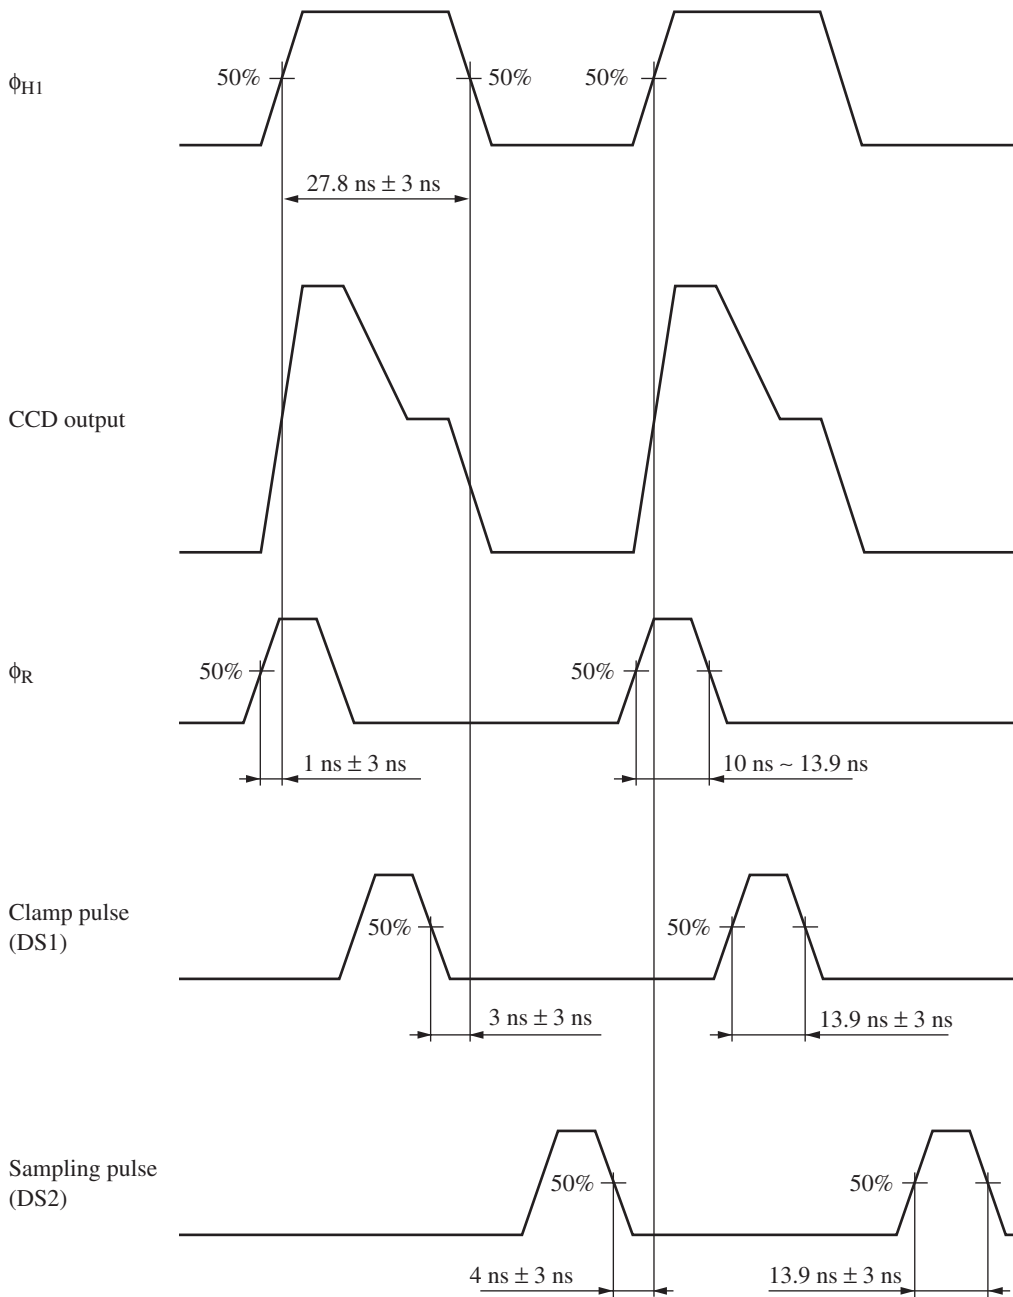 50% 50% 50%
ϕH1
27.8 ns ± 3 ns
CCD output
50% 50%
ϕR
1 ns ± 3 ns 10 ns ~ 13.9 ns
Clamp pulse
(DS1)
50% 50%
3 ns ± 3 ns 13.9 ns ± 3 ns
Sampling pulse
(DS2)
50% 50%
4 ns ± 3 ns 13.9 ns ± 3 ns